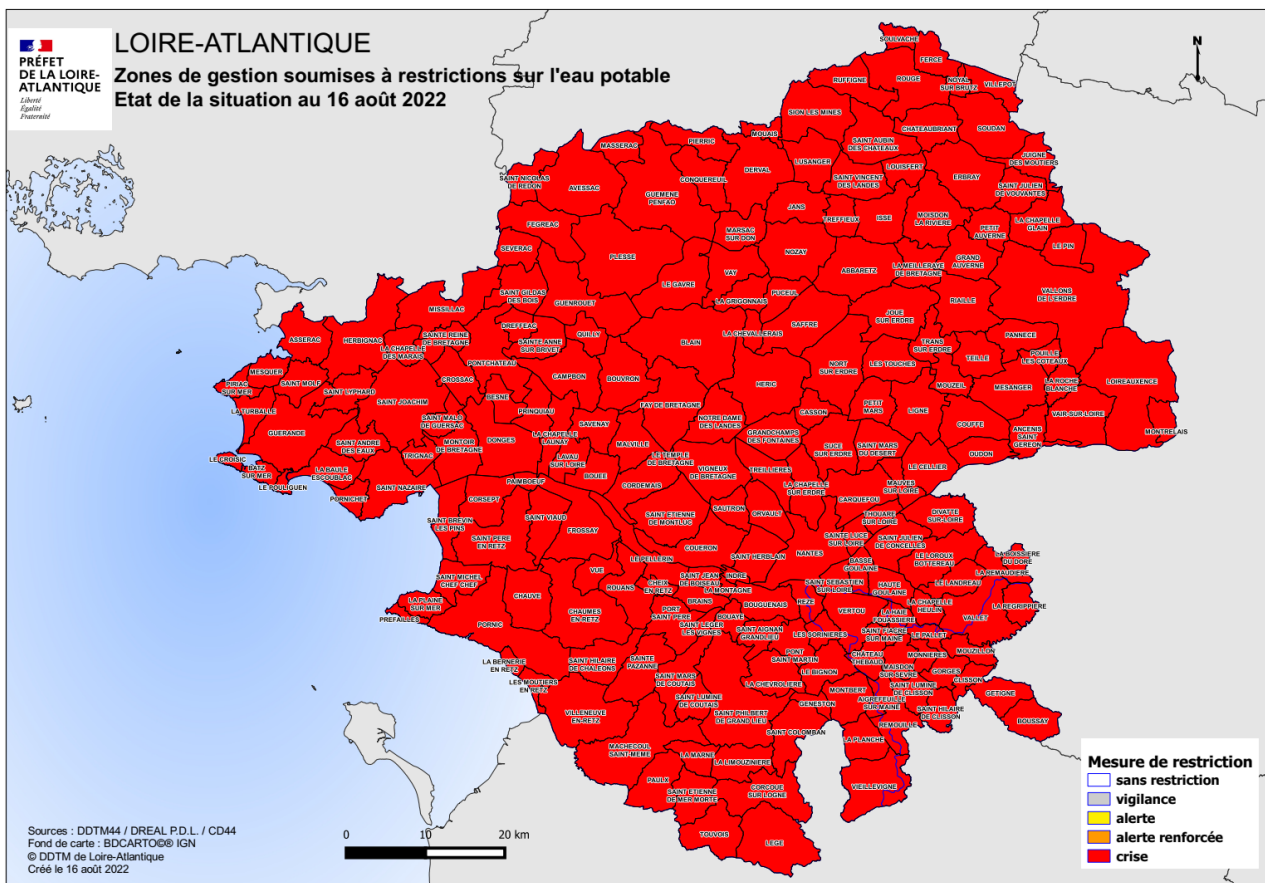 LOIRE-ATLANTIQUE
Zones de gestion soumises à restrictions sur l'eau potable
Etat de la situation au 16 août 2022
PRÉFET
DE LA LOIRE-
ATLANTIQUE
Liberté
Égalité
Fraternité
N
SOULVACHE
FERCE
RUFFIGNE
ROUGE
NOYAL
SUR BRUTZ
VILLEPOT
SION LES MINES
CHATEAUBRIANT
SOUDAN
MOUAIS
PIERRIC
MASSERAC
SAINT AUBIN
DES CHATEAUX
LUSANGER
DERVAL
CONQUEREUIL
LOUISFERT
JUIGNE
DES MOUTIERS
ERBRAY
SAINT VINCENT
DES LANDES
SAINT JULIEN
DE VOUVANTES
SAINT NICOLAS
DE REDON
AVESSAC
GUEMENE
PENFAO
JANS
TREFFIEUX
ISSE
MOISDON
LA RIVIERE
LA CHAPELLE
GLAIN
PETIT
AUVERNE
LE PIN
FEGREAC
MARSAC
SUR DON
NOZAY
GRAND
AUVERNE
SEVERAC
PLESSE
ABBARETZ
LA MEILLERAYE
DE BRETAGNE
VAY
LE GAVRE
PUCEUL
LA GRIGONNAIS
VALLONS
DE L'ERDRE
RIAILLE
SAINT GILDAS
DES BOIS
GUENROUET
MISSILLAC
JOUE
SUR ERDRE
SAFFRE
DREFFEAC
QUILLY
LA CHEVALLERAIS
PANNECE
ASSERAC
HERBIGNAC
SAINTE REINE
DE BRETAGNE
SAINTE ANNE
SUR BRIVET
BLAIN
TRANS
SUR ERDRE
TEILLE
POUILLE
LES COTEAUX
LA CHAPELLE
DES MARAIS
PONTCHATEAU
NORT
SUR ERDRE
LES TOUCHES
MESQUER
CAMPBON
BOUVRON
HERIC
MOUZEIL
MESANGER
LA ROCHE
BLANCHE
LOIREAUXENCE
PIRIAC
SUR MER
SAINT MOLF
SAINT LYPHARD
CROSSAC
BESNE
SAINT JOACHIM
FAY DE BRETAGNE
PETIT
MARS
LIGNE
LA TURBALLE
PRINQUIAU
CASSON
VAIR-SUR-LOIRE
SAINT MALO
DE GUERSAC
SAVENAY
NOTRE DAME
DES LANDES
COUFFE
ANCENIS
SAINT
GEREON
MONTRELAIS
GUERANDE
GRANDCHAMPS
DES FONTAINES
SAINT ANDRE
DES EAUX
MONTOIR
DE BRETAGNE
DONGES
LA CHAPELLE
LAUNAY
MALVILLE
SUCE
SUR ERDRE
SAINT MARS
DU DESERT
OUDON
TRIGNAC
LAVAU
SUR LOIRE
LE TEMPLE
DE BRETAGNE
LE CROISIC
BATZ
SUR MER
LA BAULE
ESCOUBLAC
BOUEE
VIGNEUX
DE BRETAGNE
TREILLIERES
LE CELLIER
LE POULIGUEN
PAIMBOEUF
CORDEMAIS
LA CHAPELLE
SUR ERDRE
MAUVES
SUR LOIRE
PORNICHET
SAINT NAZAIRE
CORSEPT
CARQUEFOU
SAUTRON
ORVAULT
DIVATTE
SUR LOIRE
SAINT BREVIN
LES PINS
SAINT VIAUD
SAINT ETIENNE
DE MONTLUC
THOUARE
SUR LOIRE
FROSSAY
SAINT PERE
EN RETZ
SAINTE LUCE
SUR LOIRE
SAINT JULIEN
DE CONCELLES
COUERON
SAINT HERBLAIN
NANTES
LA BOISSIERE
DU DORE
LE PELLERIN
BASSE
GOULAINE
LE LOROUX
BOTTEREAU
VUE
LA REMAUDIERE
SAINT MICHEL
CHEF CHEF
ROUANS
CHEIX
EN RETZ
SAINT JEAN
DE BOISEAU
INDRE
LA MONTAGNE
SAINT SEBASTIEN
SUR LOIRE
HAUTE
GOULAINE
LE LANDREAU
CHAUVE
BRAINS
BOUGUENAIS
REZE
LA CHAPELLE
HEULIN
LA REGRIPPIERE
LA PLAINE
SUR MER
PREFAILLES
PORT
SAINT PERE
BOUAYE
VERTOU
LA HAIE
FOUASSIERE
VALLET
PORNIC
CHAUMES
EN RETZ
SAINT LEGER
LES VIGNES
SAINT AIGNAN
GRANDLIEU
LES SORINIERES
SAINT FIACRE
SUR MAINE
LE PALLET
MOUZILLON
LA BERNERIE
EN RETZ
SAINT HILAIRE
DE CHALEONS
SAINTE
PAZANNE
PONT
SAINT MARTIN
CHATEAU
THEBAUD
MONNIERES
MAISDON
SUR SEVRE
GORGES
LE BIGNON
CLISSON
LES MOUTIERS
EN RETZ
SAINT MARS
DE COUTAIS
LA CHEVROLIERE
MONTBERT
SAINT LUMINE
DE CLISSON
GETIGNE
SAINT LUMINE
DE COUTAIS
GENESTON
AIGREFEUILLE
SUR MAINE
SAINT HILAIRE
DE CLISSON
VILLENEUVE
EN-RETZ
SAINT PHILBERT
DE GRAND LIEU
BOUSSAY
REMOUILLE
SAINT COLOMBAN
LA PLANCHE
MACHECOUL
SAINT-MEME
LA MARNE
LA LIMOUZINIERE
PAULX
VIEILLEVIGNE
SAINT ETIENNE
DE MER MORTE
CORCOUE
SUR LOGNE
TOUVOIS
LEGE
Mesure de restriction
sans restriction
vigilance
alerte
alerte renforcée
crise
0 10 20 km
Sources : DDTM44 / DREAL P.D.L. / CD44
Fond de carte : BDCARTO©® IGN
© DDTM de Loire-Atlantique
Créé le 16 août 2022